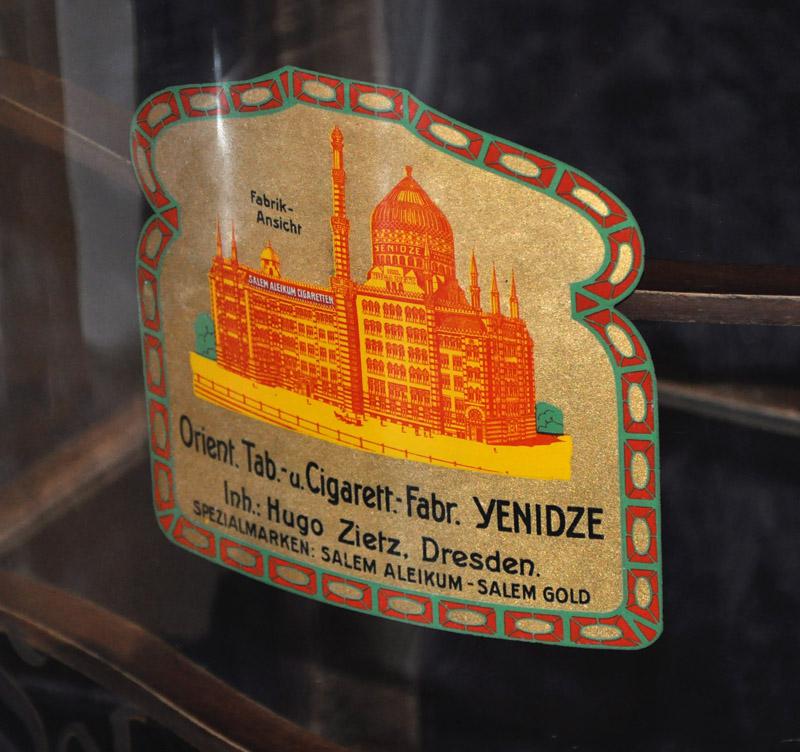 Fabrik-
Ansicht
YENIDZE
SALEM ALEIKUM CIGARETTEN
Orient. Tab.-u. Cigarett.-Fabr. YENIDZE
Inh.: Hugo Zietz, Dresden.
SPEZIALMARKEN: SALEM ALEIKUM - SALEM GOLD